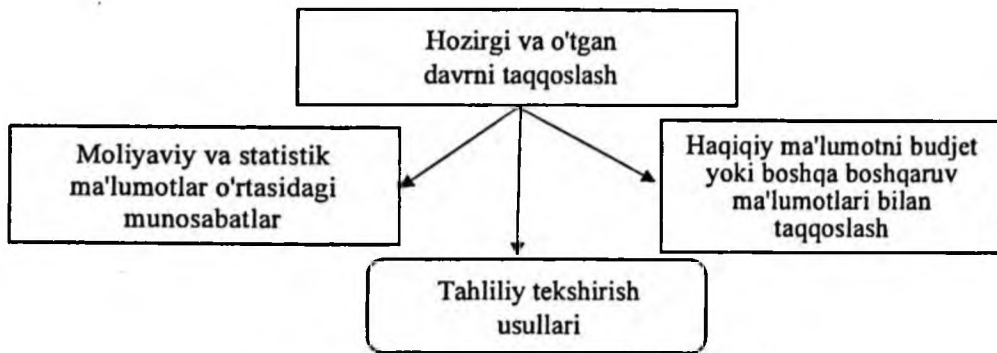 Hozirgi va o'tgan
davrni taqqoslash
Moliyaviy va statistik
ma'lumotlar o'rtasidagi
munosabatlar
Haqiqiy ma'lumotni budjet
yoki boshqa boshqaruv
ma'lumotlari bilan
taqqoslash
Tahliliy tekshirish
usullari